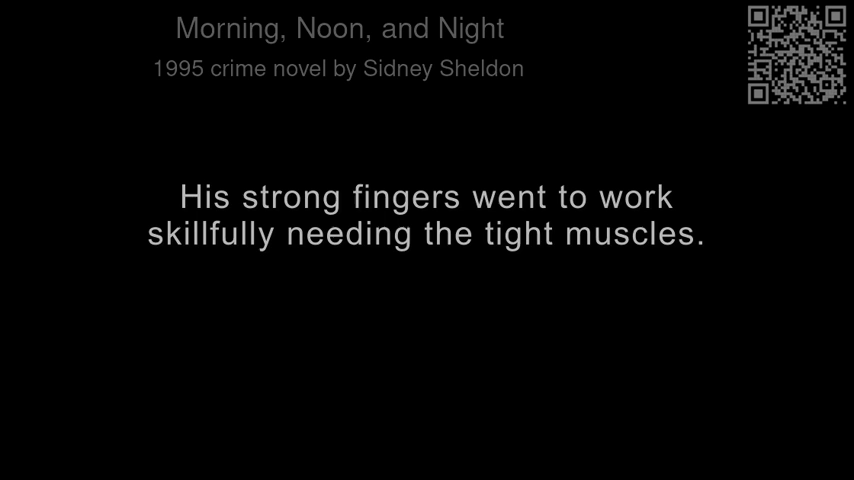 Morning, Noon, and Night
1995 crime novel by Sidney Sheldon
His strong fingers went to work
skillfully needing the tight muscles.